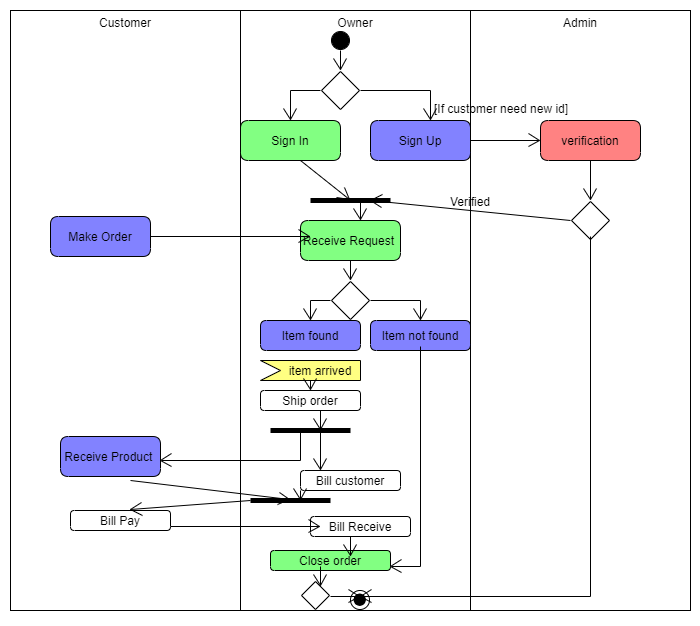 Customer
Owner
Admin
[If customer need new id]
Sign In
Sign Up
verification
Verified
Make Order
Receive Request
Item found
Item not found
item arrived
Ship order
Receive Product
Bill customer
Bill Pay
Bill Receive
Close order